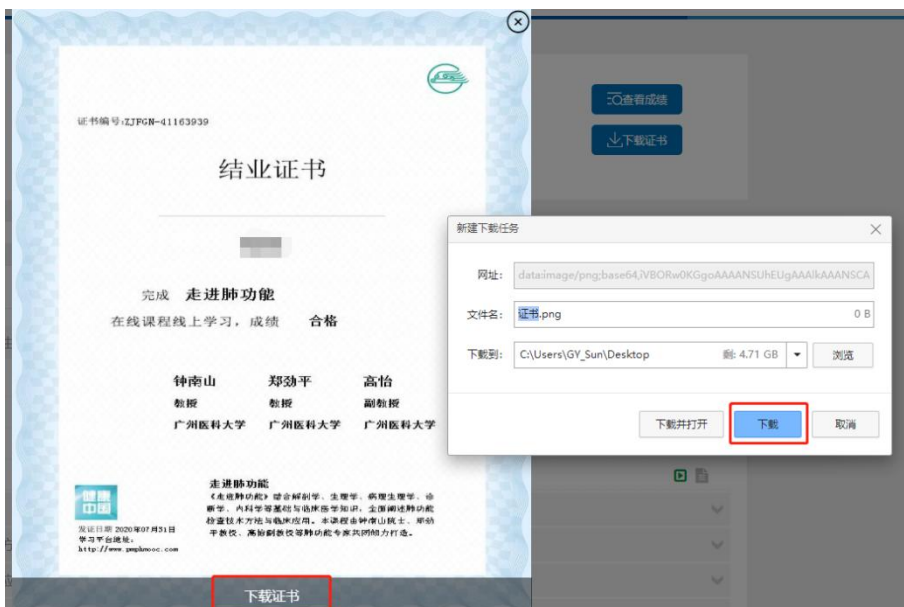 查看成绩
下载证书
证书编号:ZJFGN-41163939
结业证书
完成 走进肺功能
在线课程线上学习，成绩 合格
钟南山 郑劲平 高怡
教授 教授 副教授
广州医科大学 广州医科大学 广州医科大学
健康
中国
发证日期 2020年07月31日
学习平台地址:
http://www.pmphmooc.com
走进肺功能
《走进肺功能》结合解剖学、生理学、病理生理学、诊
断学、内科学等基础与临床医学知识，全面阐述肺功能
检查技术方法与临床应用。本课程由钟南山院士、郑劲
平教授、高怡副教授等肺功能专家共同倾力打造。
下载证书
新建下载任务
网址: data:image/png;base64,iVBORw0KGgoAAAANSUhEUgAAAlkAAANSCA
文件名: 证书.png 0 B
下载到: C:\Users\GY_Sun\Desktop 剩: 4.71 GB 浏览
下载并打开 下载 取消